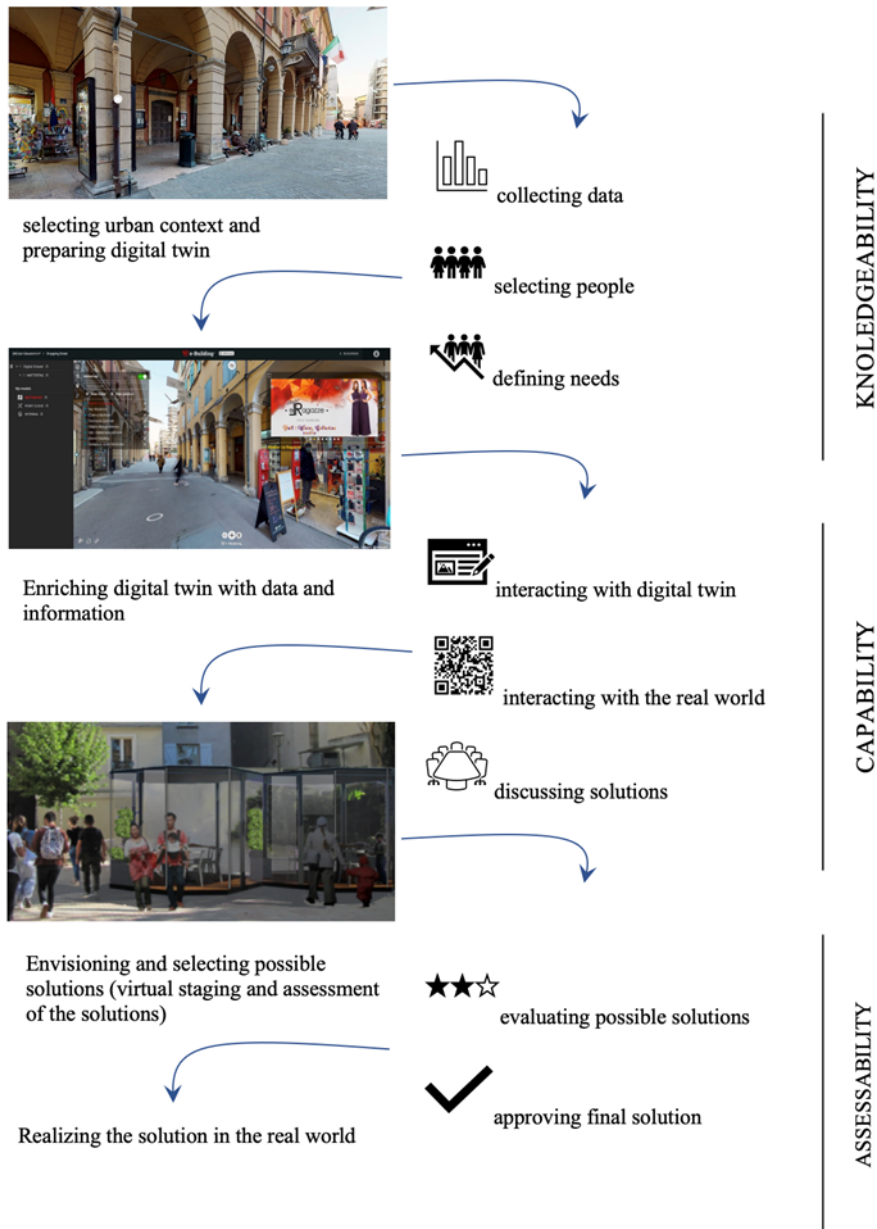 collecting data
selecting urban context and
preparing digital twin
selecting people
defining needs
KNOLEDGEABILITY
e-Building
Ragazze
Enriching digital twin with data and
information
interacting with digital twin
interacting with the real world
discussing solutions
CAPABILITY
Envisioning and selecting possible
solutions (virtual staging and assessment
of the solutions)
evaluating possible solutions
approving final solution
Realizing the solution in the real world
ASSESSABILITY